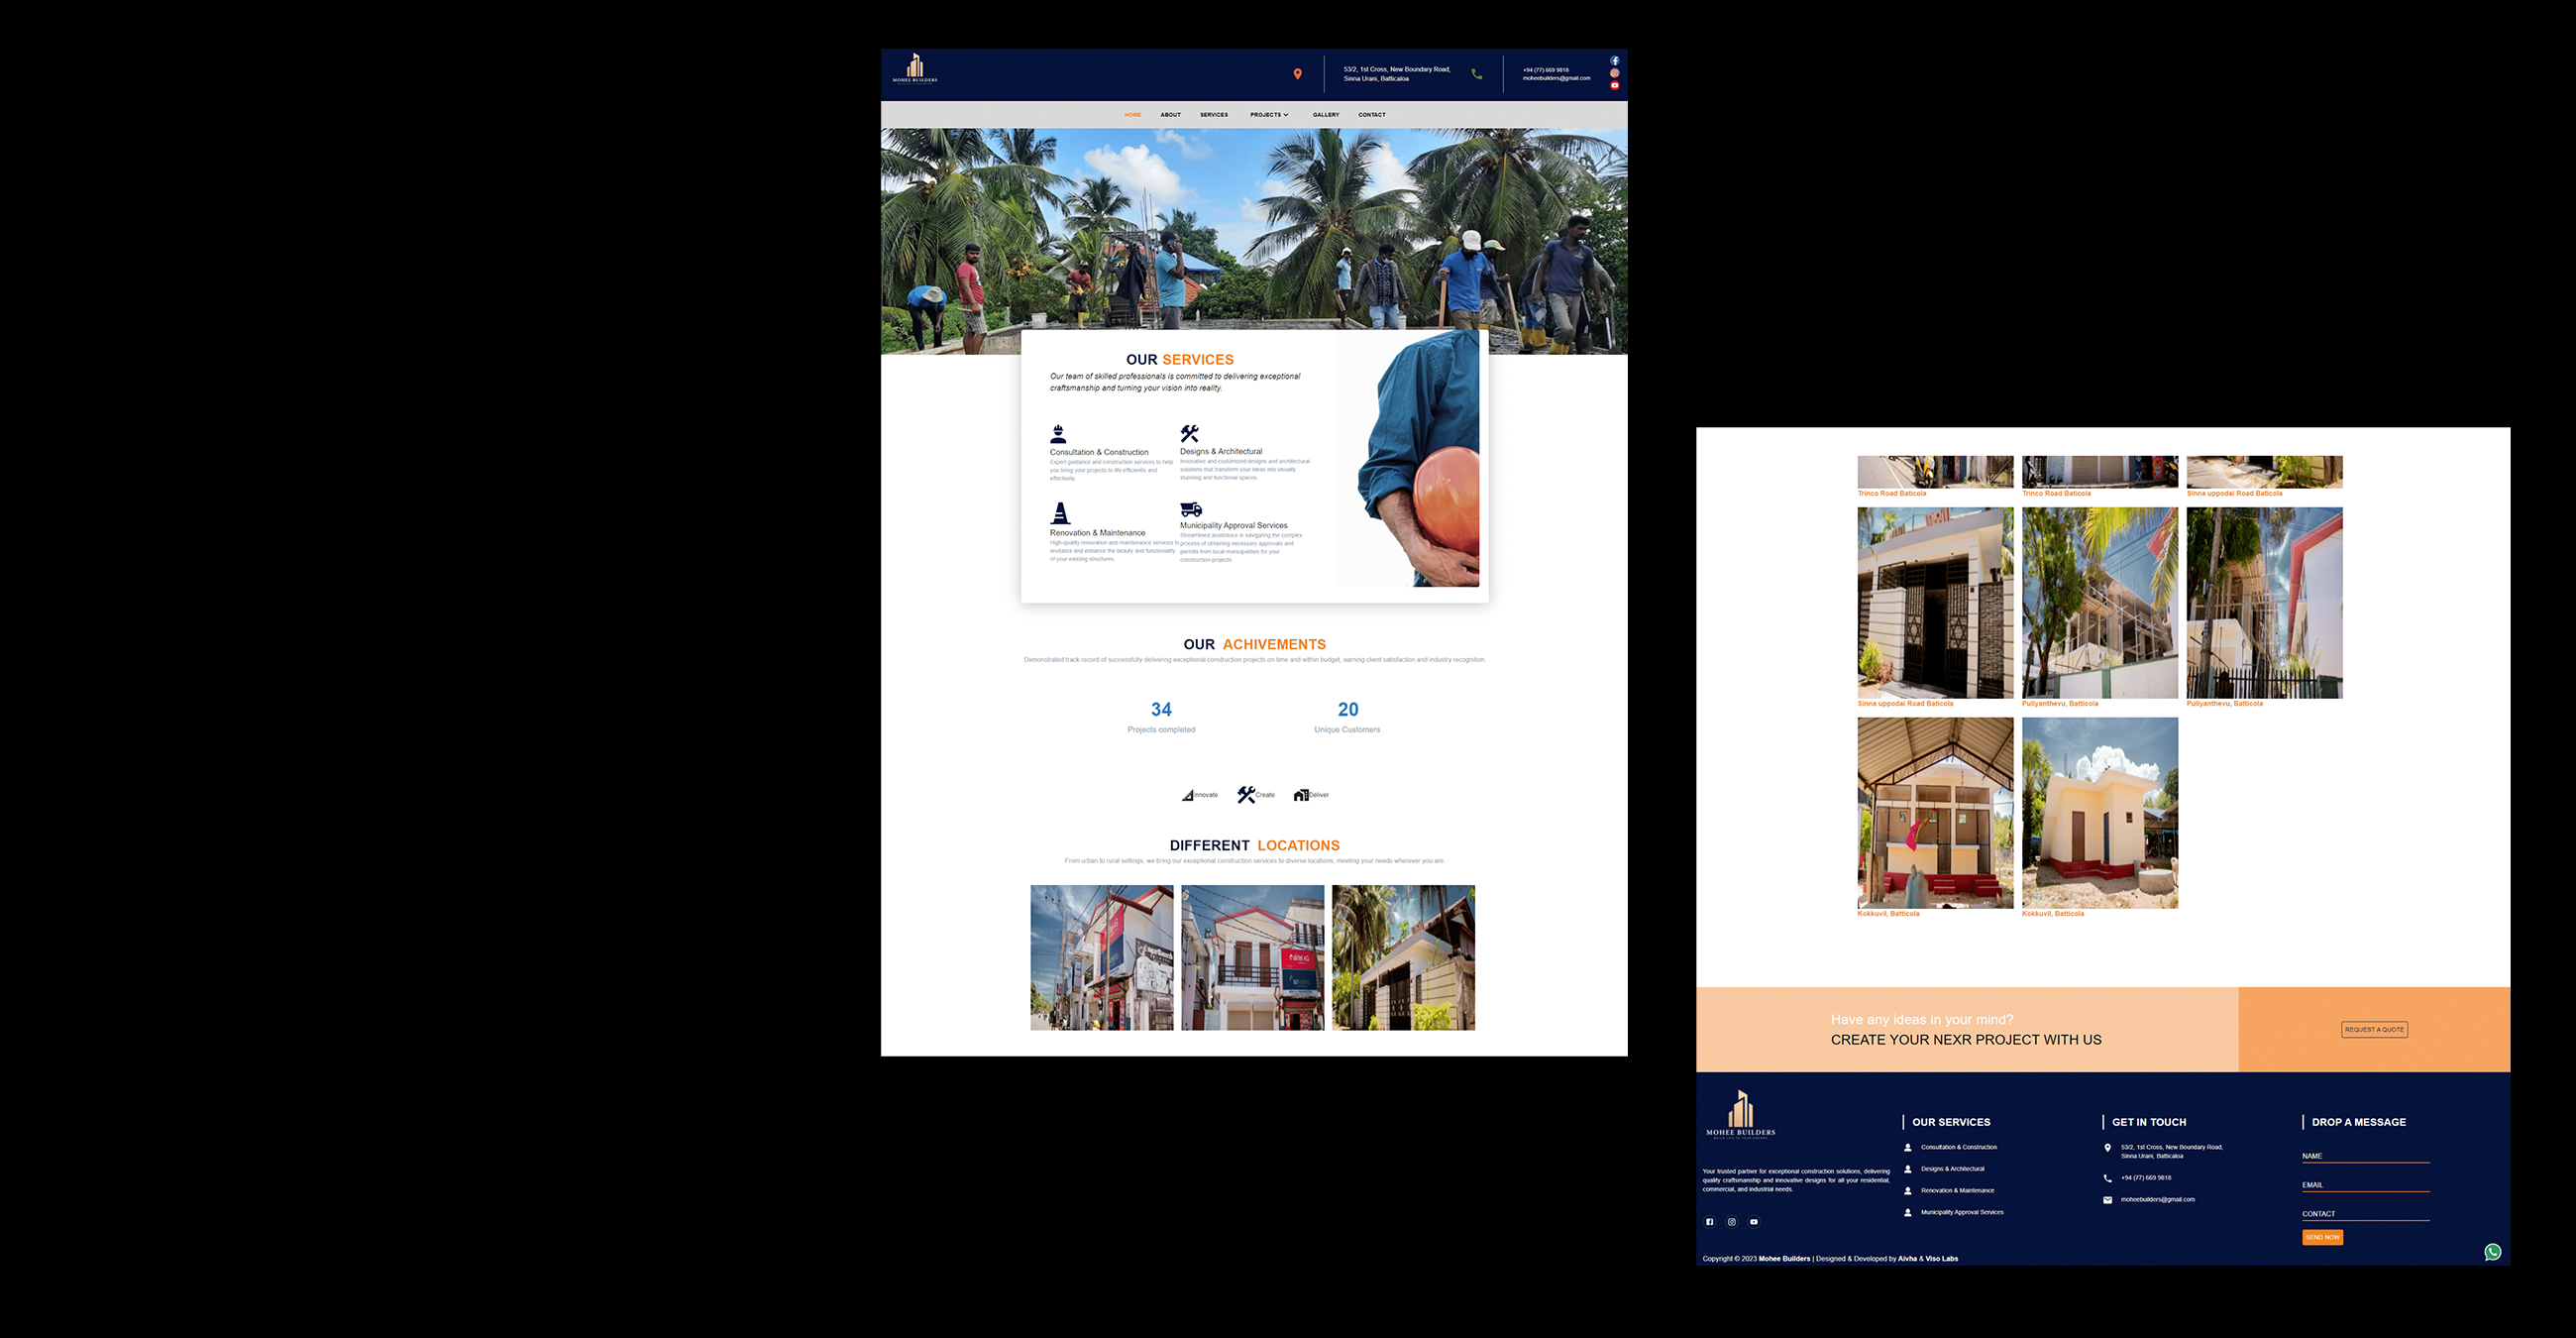 MOHEE BUILDERS
53/2, 1st Cross, New Boundary Road,
Sinna Urani, Batticaloa
+94 (77) 669 9818
moheebuilders@gmail.com
HOME ABOUT SERVICES PROJECTS GALLERY CONTACT
OUR SERVICES
Our team of skilled professionals is committed to delivering exceptional
craftsmanship and turning your vision into reality.
Consultation & Construction
Expert guidance and construction services to help
you bring your projects to life efficiently and
effectively.
Designs & Architectural
Innovative and customized designs and architectural
solutions that transform your ideas into visually
stunning and functional spaces.
Renovation & Maintenance
High-quality renovation and maintenance services to
revitalize and enhance the beauty and functionality
of your existing structures.
Municipality Approval Services
Streamlined assistance in navigating the complex
process of obtaining necessary approvals and
permits from local municipalities for your
construction projects.
OUR ACHIVEMENTS
Demonstrated track record of successfully delivering exceptional construction projects on time and within budget, earning client satisfaction and industry recognition.
34
Projects completed
20
Unique Customers
Innovate Create Deliver
DIFFERENT LOCATIONS
From urban to rural settings, we bring our exceptional construction services to diverse locations, meeting your needs wherever you are
Trinco Road Baticola
Trinco Road Baticola
Sinna uppodai Road Baticola
Sinna uppodai Road Baticola
Puliyanthevu, Batticola
Puliyanthevu, Batticola
Kokkuvil, Batticola
Kokkuvil, Batticola
Have any ideas in your mind?
CREATE YOUR NEXR PROJECT WITH US
REQUEST A QUOTE
MOHEE BUILDERS
Your trusted partner for exceptional construction solutions, delivering
quality craftsmanship and innovative designs for all your residential,
commercial, and industrial needs.
OUR SERVICES
Consultation & Construction
Designs & Architectural
Renovation & Maintenance
Municipality Approval Services
GET IN TOUCH
53/2, 1st Cross, New Boundary Road,
Sinna Urani, Batticaloa
+94 (77) 669 9818
moheebuilders@gmail.com
DROP A MESSAGE
NAME
EMAIL
CONTACT
SEND NOW
Copyright © 2023 Mohee Builders | Designed & Developed by Aivha & Viso Labs